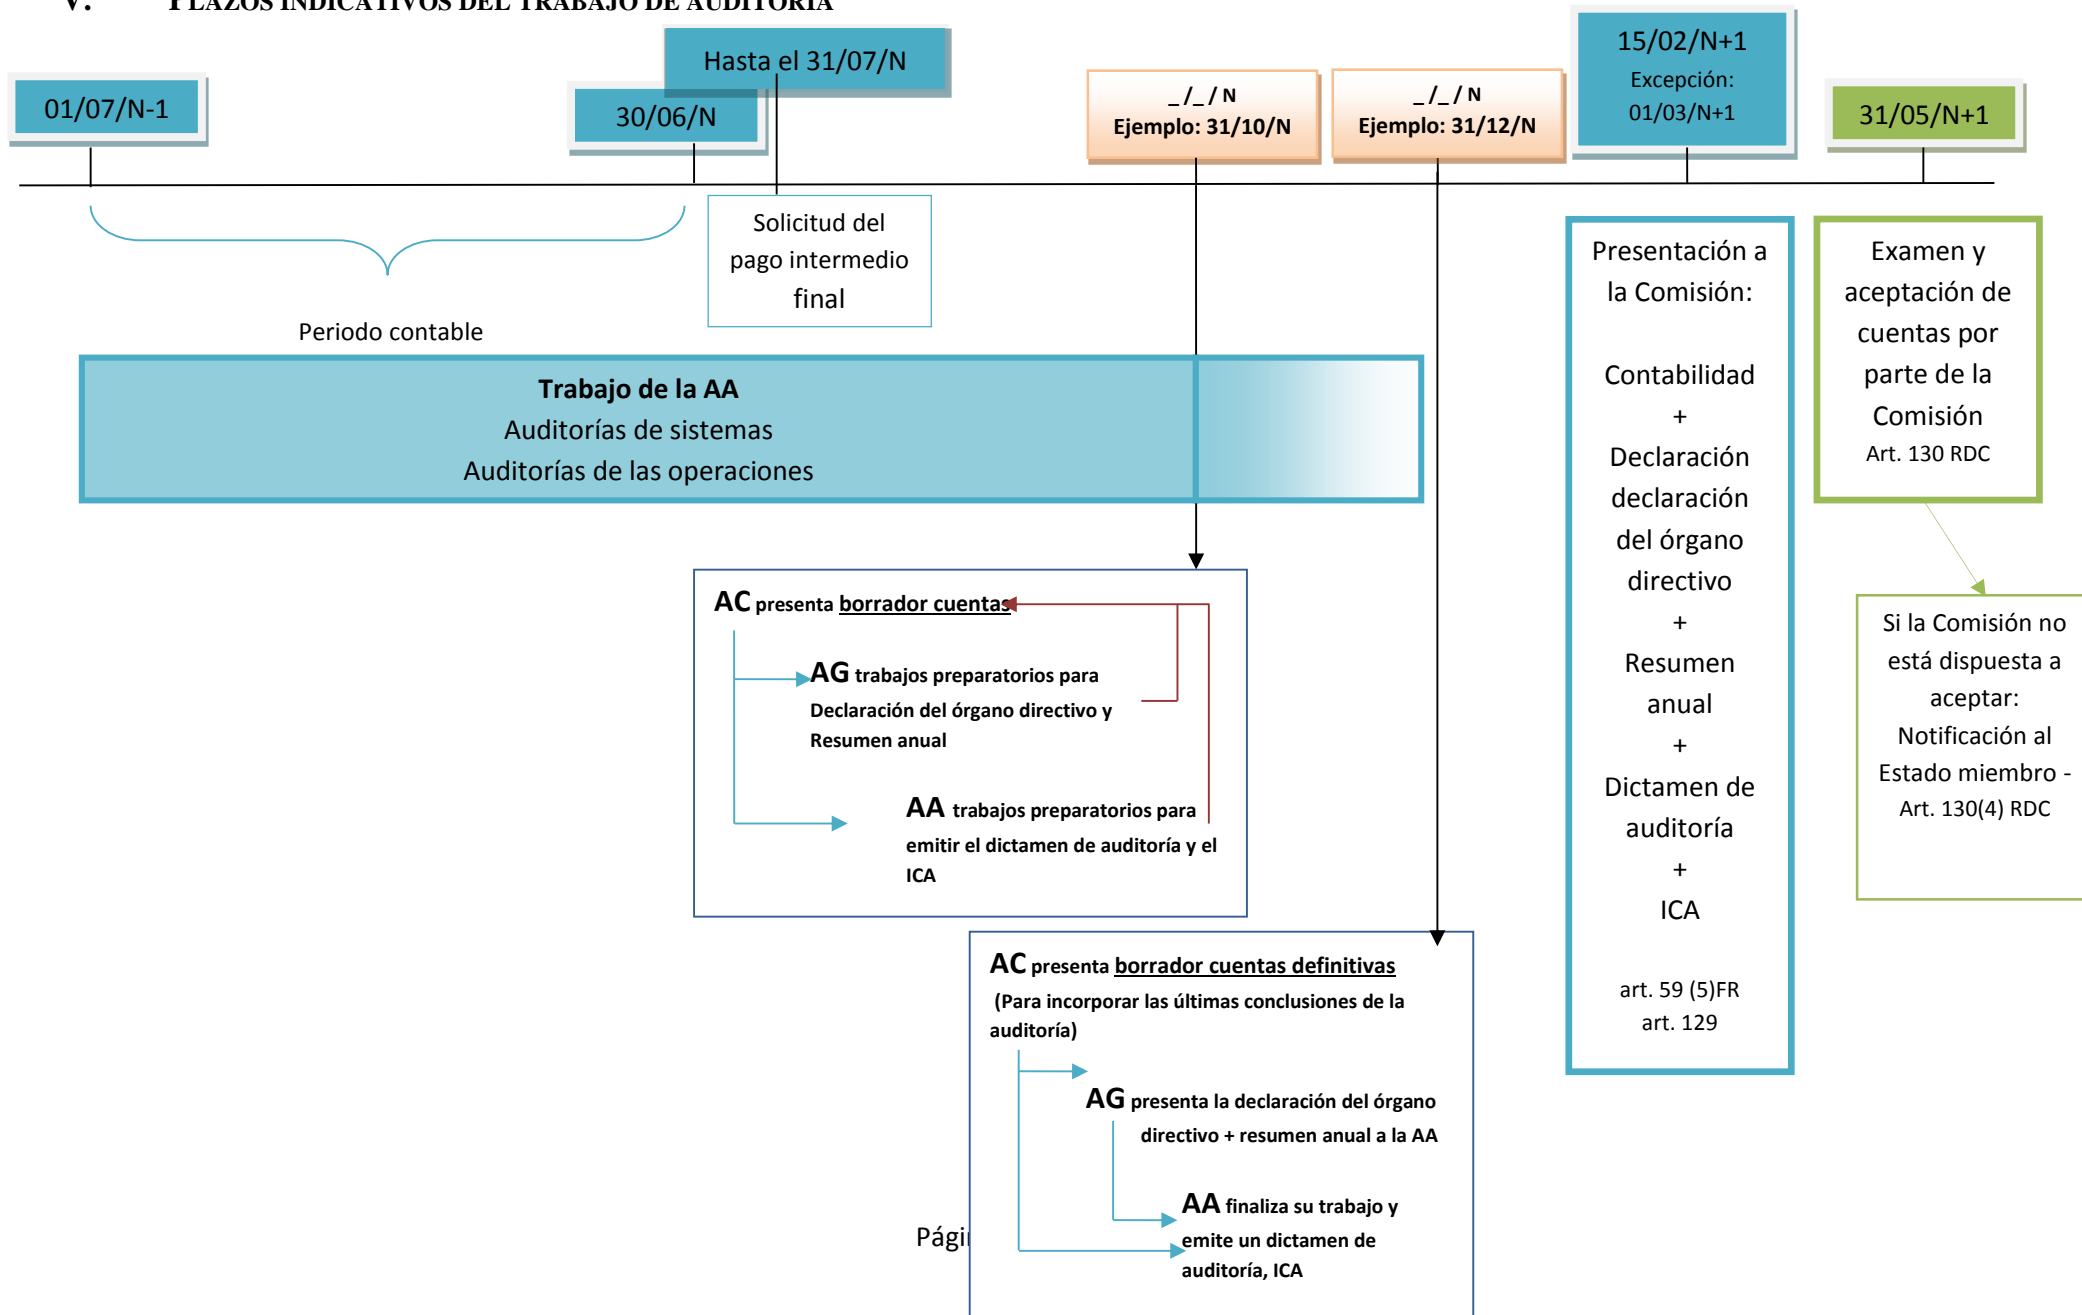 V. PLAZOS INDICATIVOS DEL TRABAJO DE AUDITORÍA
01/07/N-1
30/06/N
Hasta el 31/07/N
_ /_ / N
Ejemplo: 31/10/N
_ /_ / N
Ejemplo: 31/12/N
15/02/N+1
Excepción:
01/03/N+1
31/05/N+1
Solicitud del
pago intermedio
final
Periodo contable
Trabajo de la AA
Auditorías de sistemas
Auditorías de las operaciones
Presentación a
la Comisión:
Contabilidad
+
Declaración
declaración
del órgano
directivo
+
Resumen
anual
+
Dictamen de
auditoría
+
ICA
art. 59 (5)FR
art. 129
Examen y
aceptación de
cuentas por
parte de la
Comisión
Art. 130 RDC
Si la Comisión no
está dispuesta a
aceptar:
Notificación al
Estado miembro -
Art. 130(4) RDC
AC presenta borrador cuentas
AG trabajos preparatorios para
Declaración del órgano directivo y
Resumen anual
AA trabajos preparatorios para
emitir el dictamen de auditoría y el
ICA
AC presenta borrador cuentas definitivas
(Para incorporar las últimas conclusiones de la
auditoría)
AG presenta la declaración del órgano
directivo + resumen anual a la AA
AA finaliza su trabajo y
emite un dictamen de
auditoría, ICA